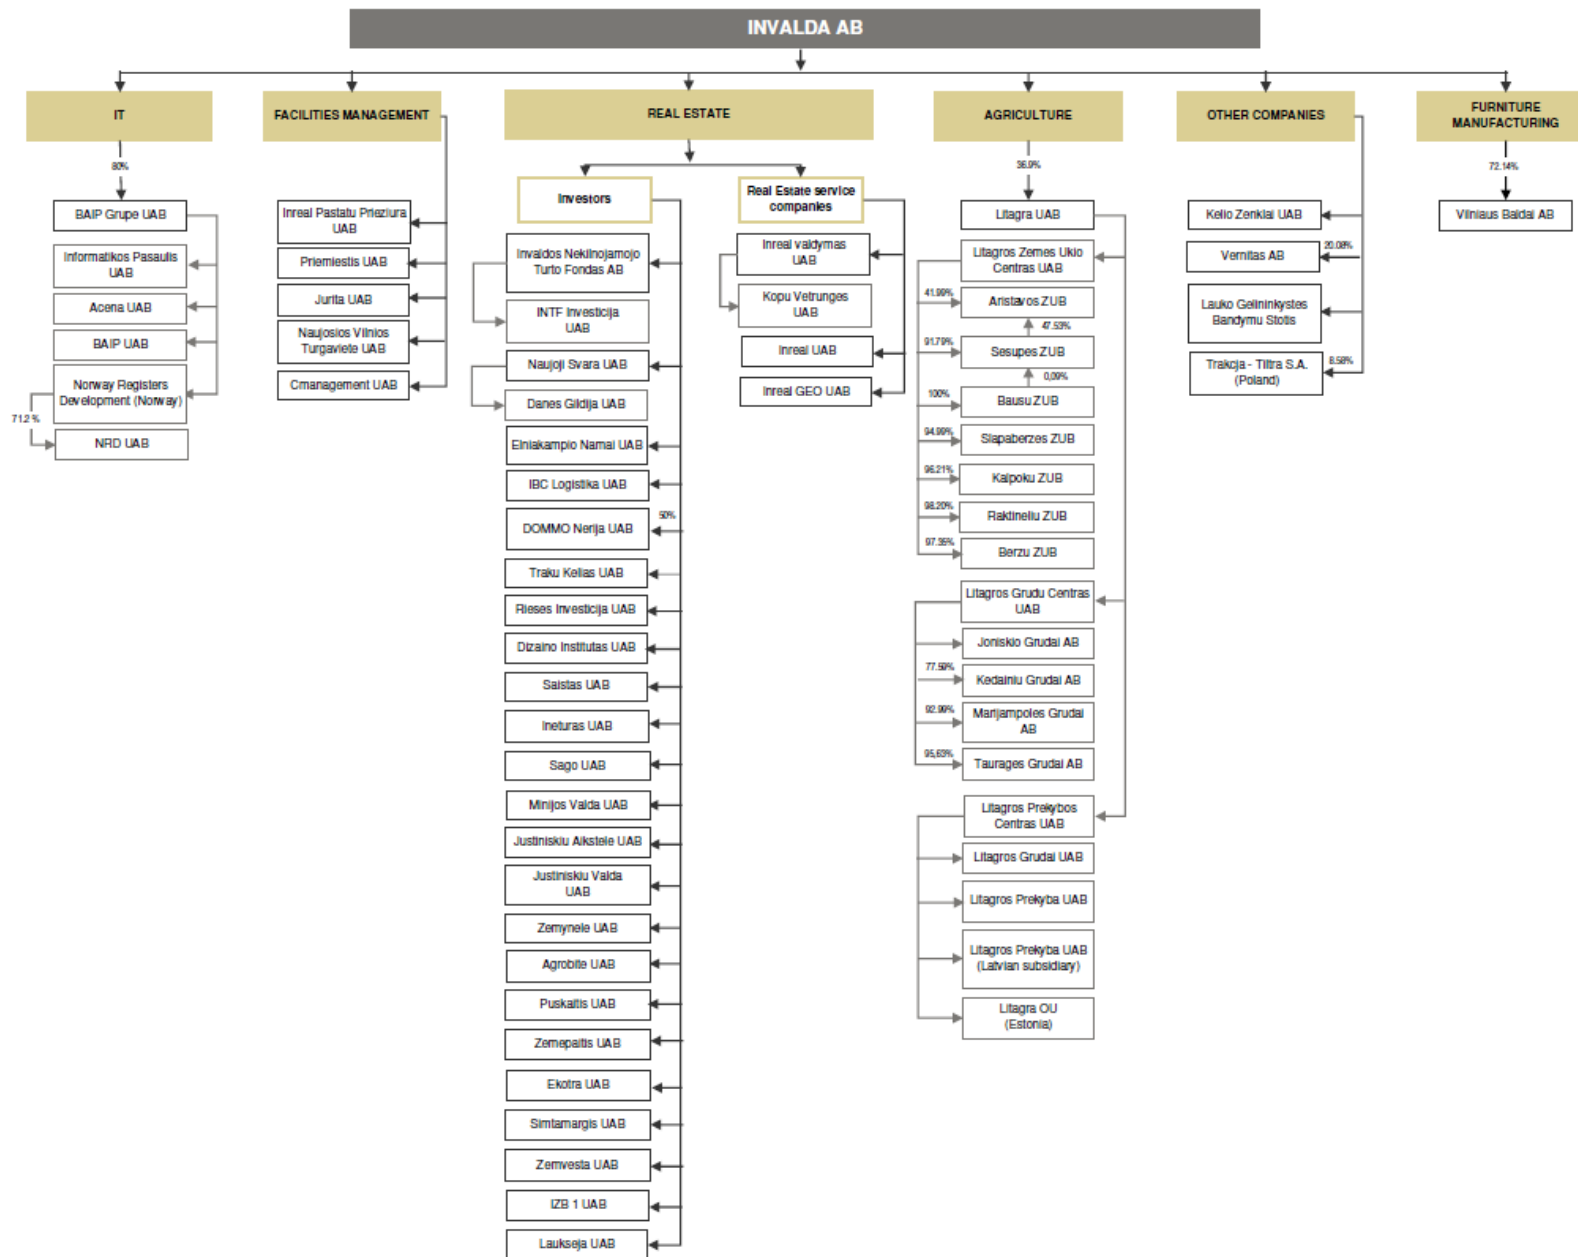 INVALDA AB
IT
80%
BAIP Grupe UAB
Informatikos Pasaulis
UAB
Acena UAB
BAIP UAB
Norway Registers
Development (Norway)
71.2 %
NRD UAB
FACILITIES MANAGEMENT
Inreal Pastatu Prieziura
UAB
Priemiestis UAB
Jurita UAB
Naujosios Vilnios
Turgaviete UAB
Cmanagement UAB
REAL ESTATE
Investors
Invaldos Nekilnojamojo
Turto Fondas AB
INTF Investicija
UAB
Naujoji Svara UAB
Danes Gildija UAB
Elniakampio Namai UAB
IBC Logistika UAB
50%
DOMMO Nerija UAB
Traku Kelias UAB
Rieses Investicija UAB
Dizaino Institutas UAB
Saistas UAB
Ineturas UAB
Sago UAB
Minijos Valda UAB
Justiniskiu Aikstele UAB
Justiniskiu Valda
UAB
Zemynele UAB
Agrobite UAB
Puskaitis UAB
Zemepaitis UAB
Ekotra UAB
Simtamargis UAB
Zemvesta UAB
IZB 1 UAB
Laukseja UAB
Real Estate service
companies
Inreal valdymas
UAB
Kopu Vetrunges
UAB
Inreal UAB
Inreal GEO UAB
AGRICULTURE
36.9%
Litagra UAB
Litagros Zemes Ukio
Centras UAB
41.99%
Aristavos ZUB
47.53%
91.79%
Sesupes ZUB
0,09%
100%
Bausu ZUB
94.99%
Slapaberzes ZUB
96.21%
Kalpoku ZUB
98.20%
Raktineliu ZUB
97.35%
Berzu ZUB
Litagros Grudu Centras
UAB
Joniskio Grudai AB
77.59%
Kedainiu Grudai AB
92.99%
Marijampoles Grudai
AB
95,63%
Taurages Grudai AB
Litagros Prekybos
Centras UAB
Litagros Grudai UAB
Litagros Prekyba UAB
Litagros Prekyba UAB
(Latvian subsidiary)
Litagra OU
(Estonia)
OTHER COMPANIES
Kelio Zenklai UAB
20.08%
Vernitas AB
Lauko Gelininkystes
Bandymu Stotis
8.58%
Trakcja - Tiltra S.A.
(Poland)
FURNITURE
MANUFACTURING
72.14%
Vilniaus Baldai AB